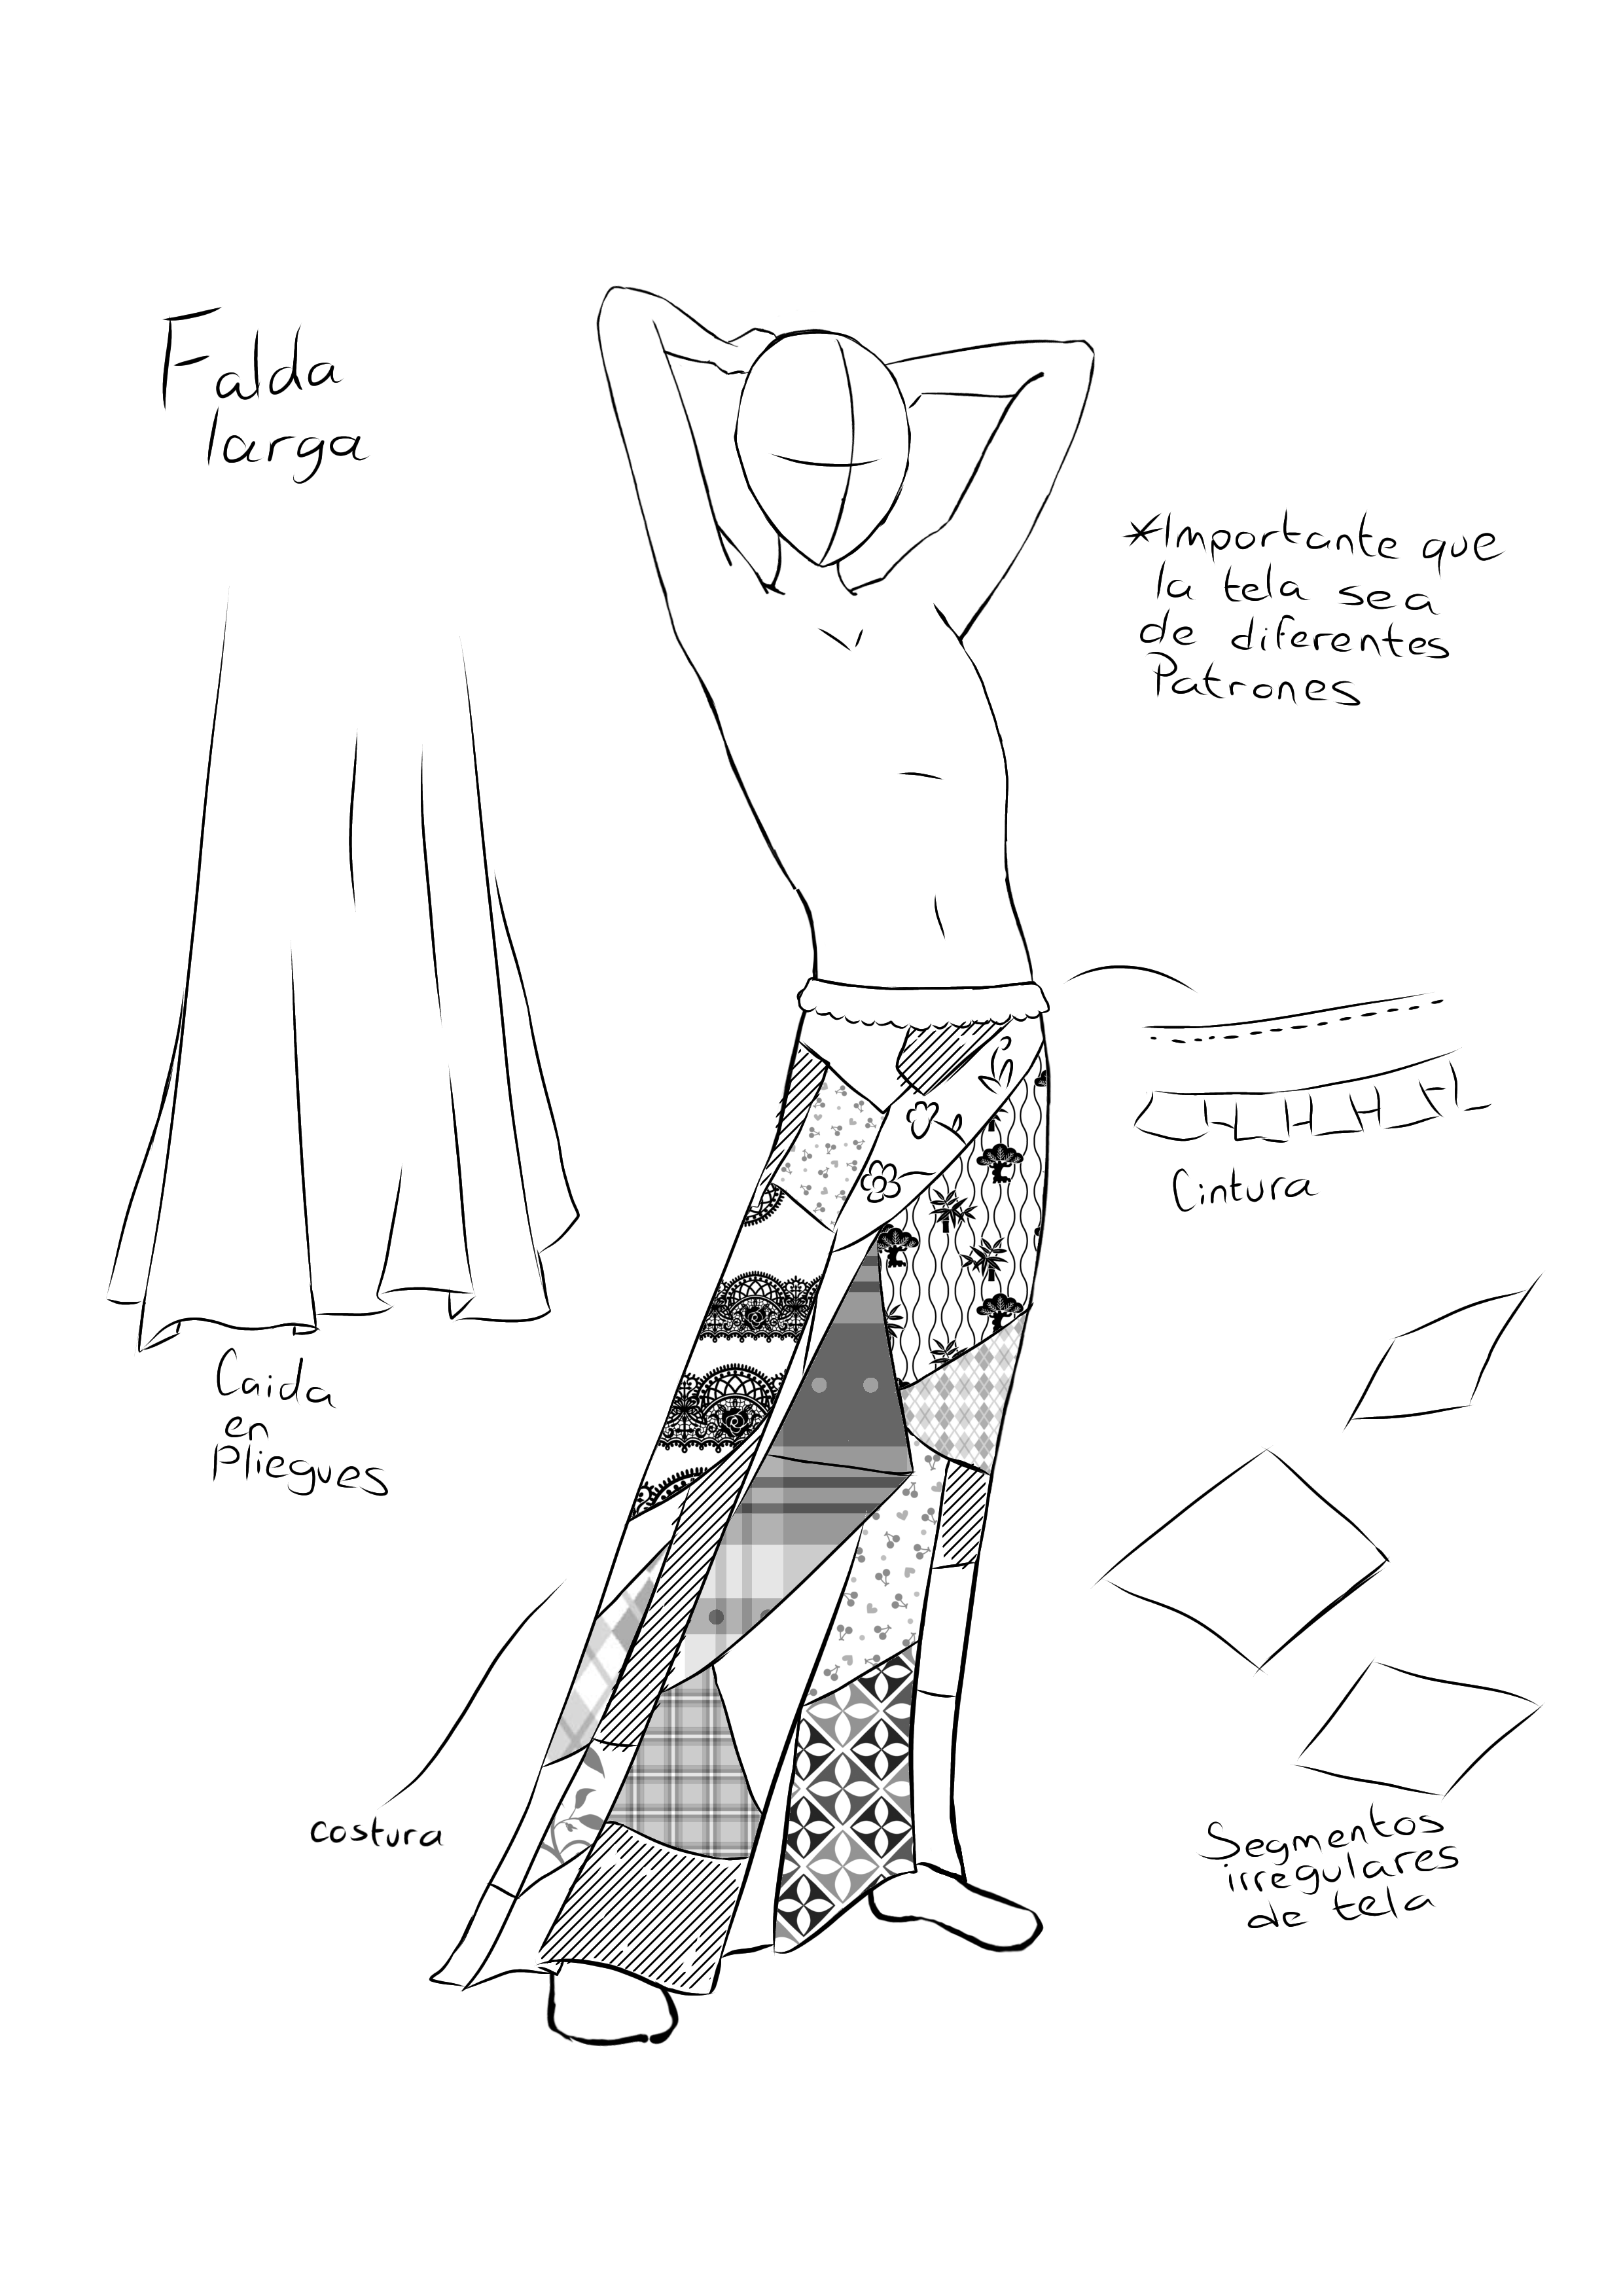 Falda
larga
*Importante que
la tela sea
de diferentes
Patrones
Cintura
Caida
en
Pliegues
costura
Segmentos
irregulares
de tela